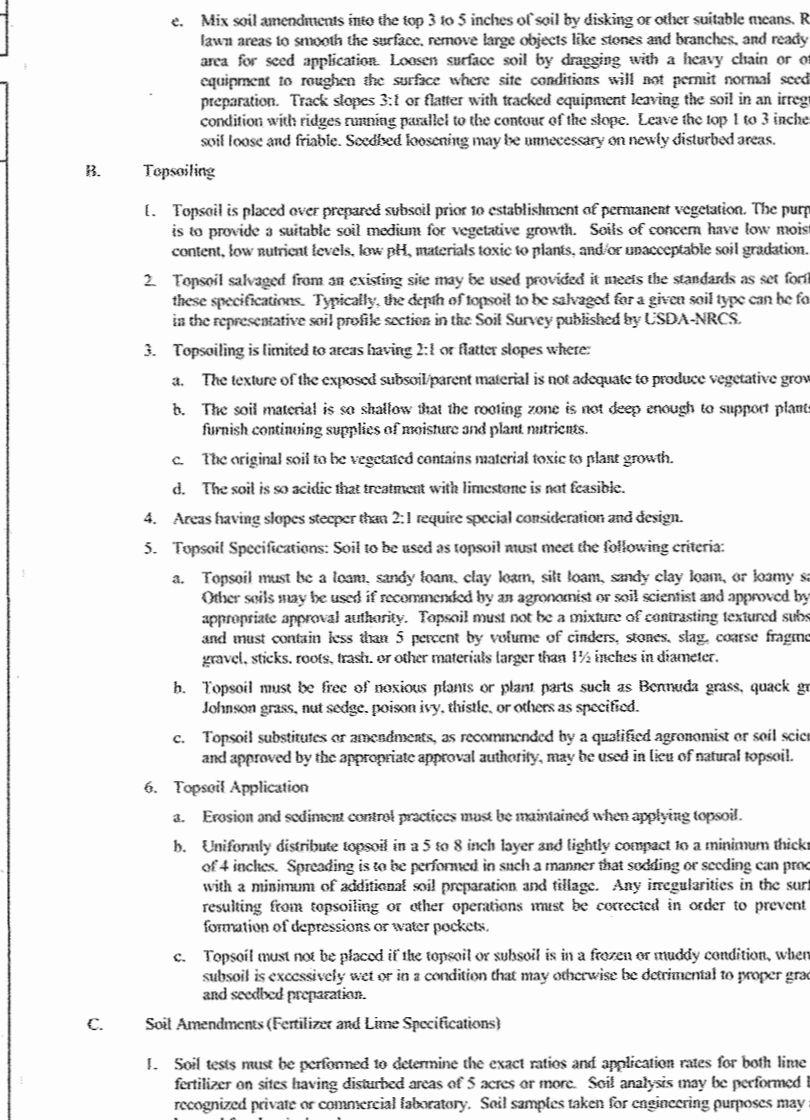 e. Mix soil amendments into the top 3 to 5 inches of soil by disking or other suitable means. R
lawn areas to smooth the surface, remove large objects like stones and branches, and ready
area for seed application. Loosen surface soil by dragging with a heavy chain or ot
equipment to roughen the surface where site conditions will not permit normal seed
preparation. Track slopes 3:1 or flatter with tracked equipment leaving the soil in an irregu
condition with ridges running parallel to the contour of the slope. Leave the top 1 to 3 inche
soil loose and friable. Seedbed loosening may be unnecessary on newly disturbed areas.
B. Topsoiling
1. Topsoil is placed over prepared subsoil prior to establishment of permanent vegetation. The purp
is to provide a suitable soil medium for vegetative growth. Soils of concern have low moist
content, low nutrient levels, low pH, materials toxic to plants, and/or unacceptable soil gradation.
2. Topsoil salvaged from an existing site may be used provided it meets the standards as set fort
these specifications. Typically, the depth of topsoil to be salvaged for a given soil type can be fo
in the representative soil profile section in the Soil Survey published by USDA-NRCS.
3. Topsoiling is limited to areas having 2:1 or flatter slopes where:
a. The texture of the exposed subsoil/parent material is not adequate to produce vegetative grow
b. The soil material is so shallow that the rooting zone is not deep enough to support plants
furnish continuing supplies of moisture and plant nutrients.
c. The original soil to be vegetated contains material toxic to plant growth.
d. The soil is so acidic that treatment with limestone is not feasible.
4. Areas having slopes steeper than 2:1 require special consideration and design.
5. Topsoil Specifications: Soil to be used as topsoil must meet the following criteria:
a. Topsoil must be a loam, sandy loam, clay loam, silt loam, sandy clay loam, or loamy sa
Other soils may be used if recommended by an agronomist or soil scientist and approved by
appropriate approval authority. Topsoil must not be a mixture of contrasting textured subs
and must contain less than 5 percent by volume of cinders, stones, slag, coarse fragme
gravel, sticks, roots, trash, or other materials larger than 1½ inches in diameter.
b. Topsoil must be free of noxious plants or plant parts such as Bermuda grass, quack gr
Johnson grass, nut sedge, poison ivy, thistle, or others as specified.
c. Topsoil substitutes or amendments, as recommended by a qualified agronomist or soil scien
and approved by the appropriate approval authority, may be used in lieu of natural topsoil.
6. Topsoil Application
a. Erosion and sediment control practices must be maintained when applying topsoil.
b. Uniformly distribute topsoil in a 5 to 8 inch layer and lightly compact to a minimum thickn
of 4 inches. Spreading is to be performed in such a manner that sodding or seeding can proc
with a minimum of additional soil preparation and tillage. Any irregularities in the surf
resulting from topsoiling or other operations must be corrected in order to prevent
formation of depressions or water pockets.
c. Topsoil must not be placed if the topsoil or subsoil is in a frozen or muddy condition, when
subsoil is excessively wet or in a condition that may otherwise be detrimental to proper grad
and seedbed preparation.
C. Soil Amendments (Fertilizer and Lime Specifications)
1. Soil tests must be performed to determine the exact ratios and application rates for both lime
fertilizer on sites having disturbed areas of 5 acres or more. Soil analysis may be performed b
recognized private or commercial laboratory. Soil samples taken for engineering purposes may